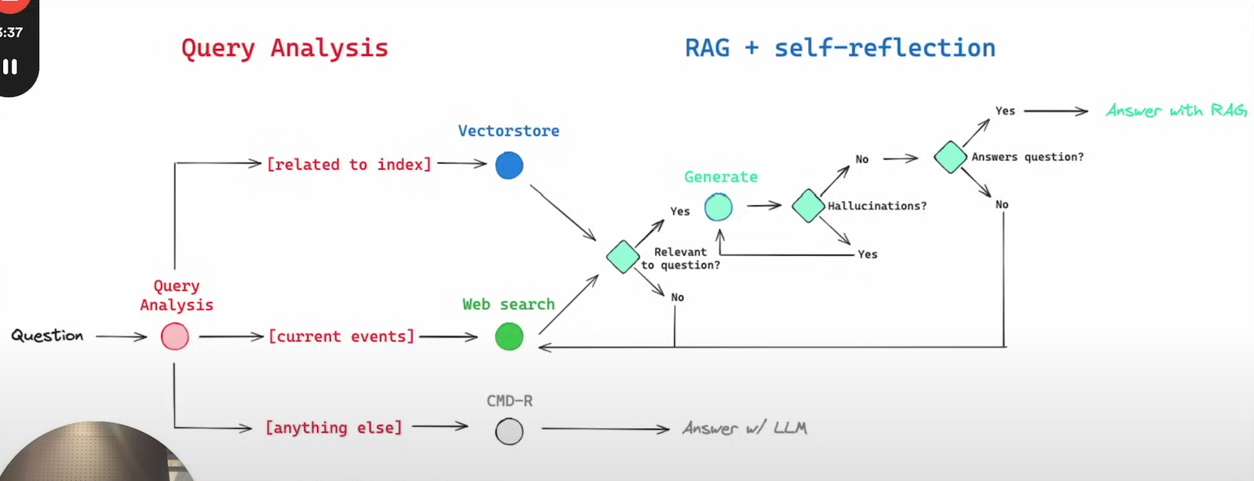 3:37
Query Analysis
RAG + self-reflection
Yes
Answer with RAG
Vectorstore
[related to index]
No
Answers question?
Generate
Yes
Hallucinations?
No
Relevant
to question?
Yes
Query
Analysis
No
Web search
Question
[current events]
CMD-R
[anything else]
Answer w/ LLM